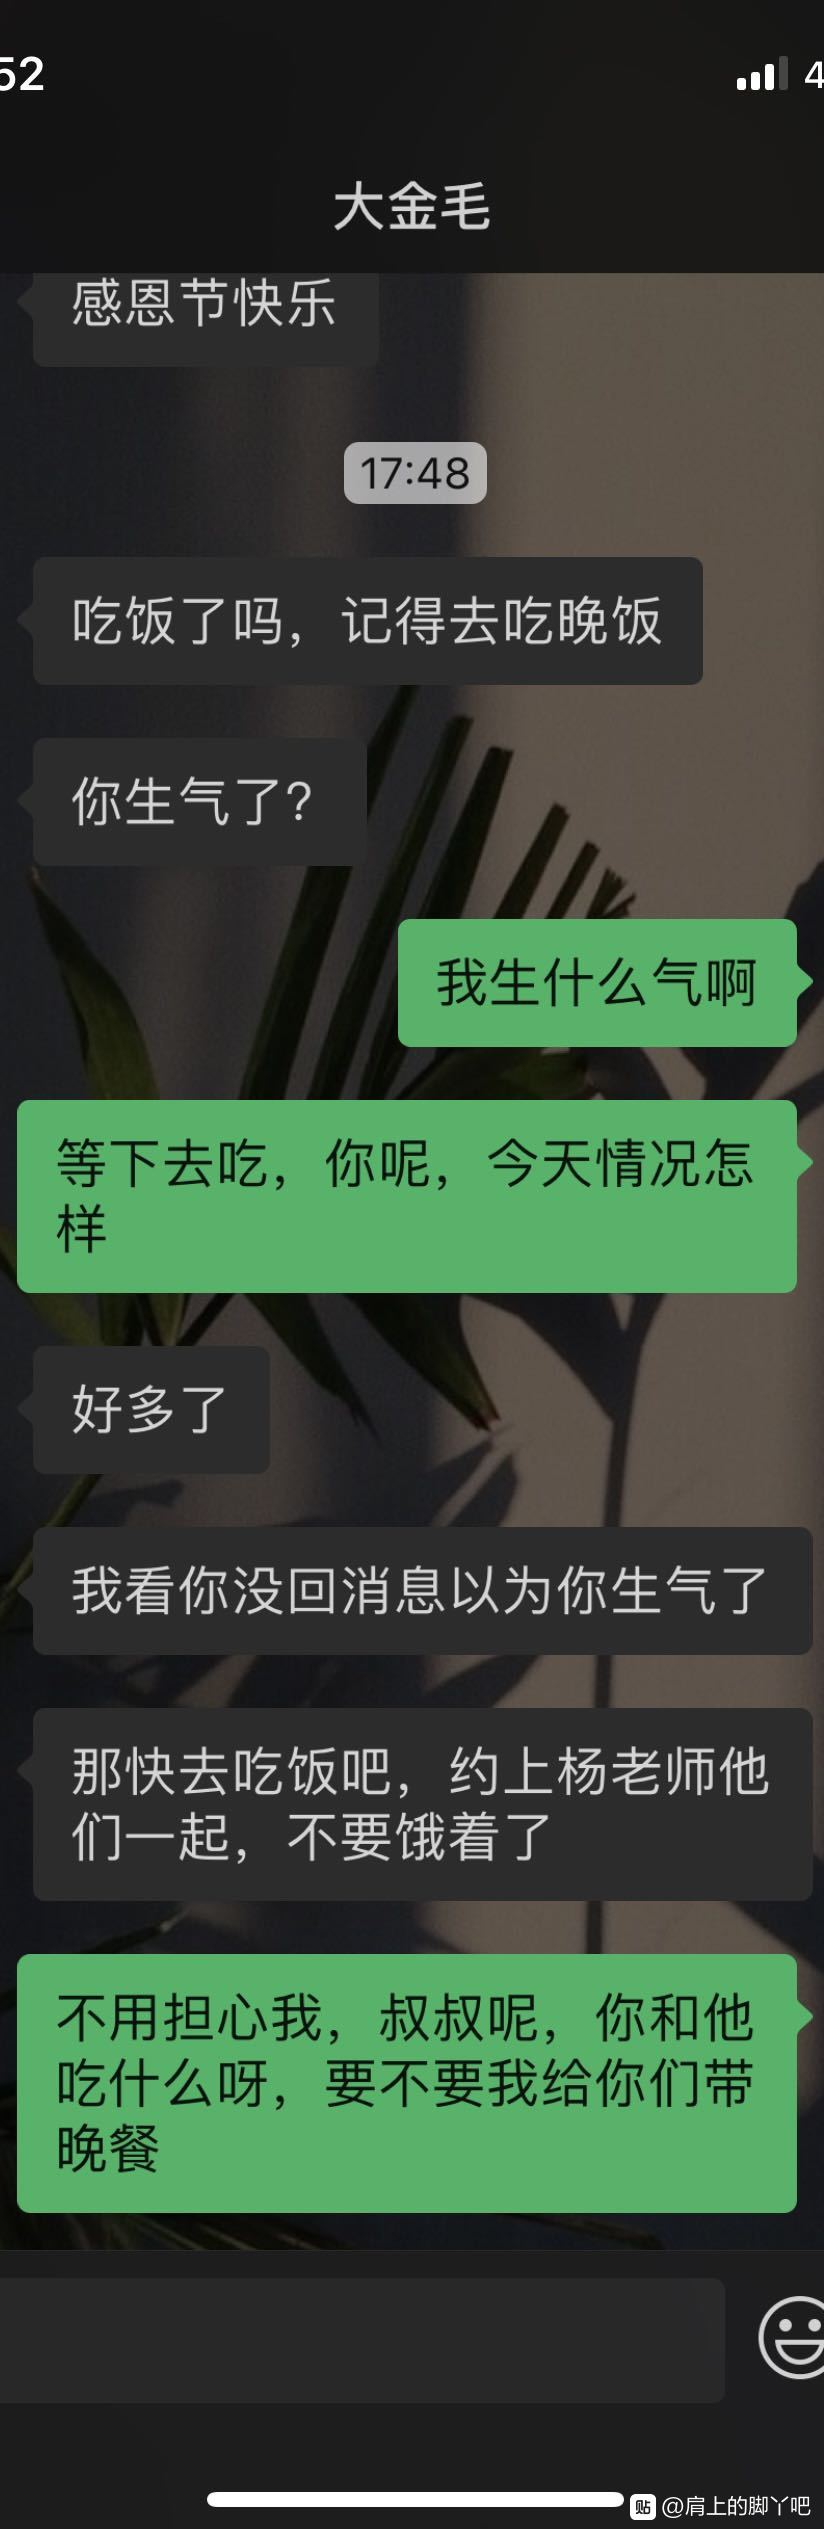 52
4
大金毛
感恩节快乐
17:48
吃饭了吗，记得去吃晚饭
你生气了?
我生什么气啊
等下去吃，你呢，今天情况怎
样
好多了
我看你没回消息以为你生气了
那快去吃饭吧，约上杨老师他
们一起，不要饿着了
不用担心我，叔叔呢，你和他
吃什么呀，要不要我给你们带
晚餐
贴 @肩上的脚丫吧